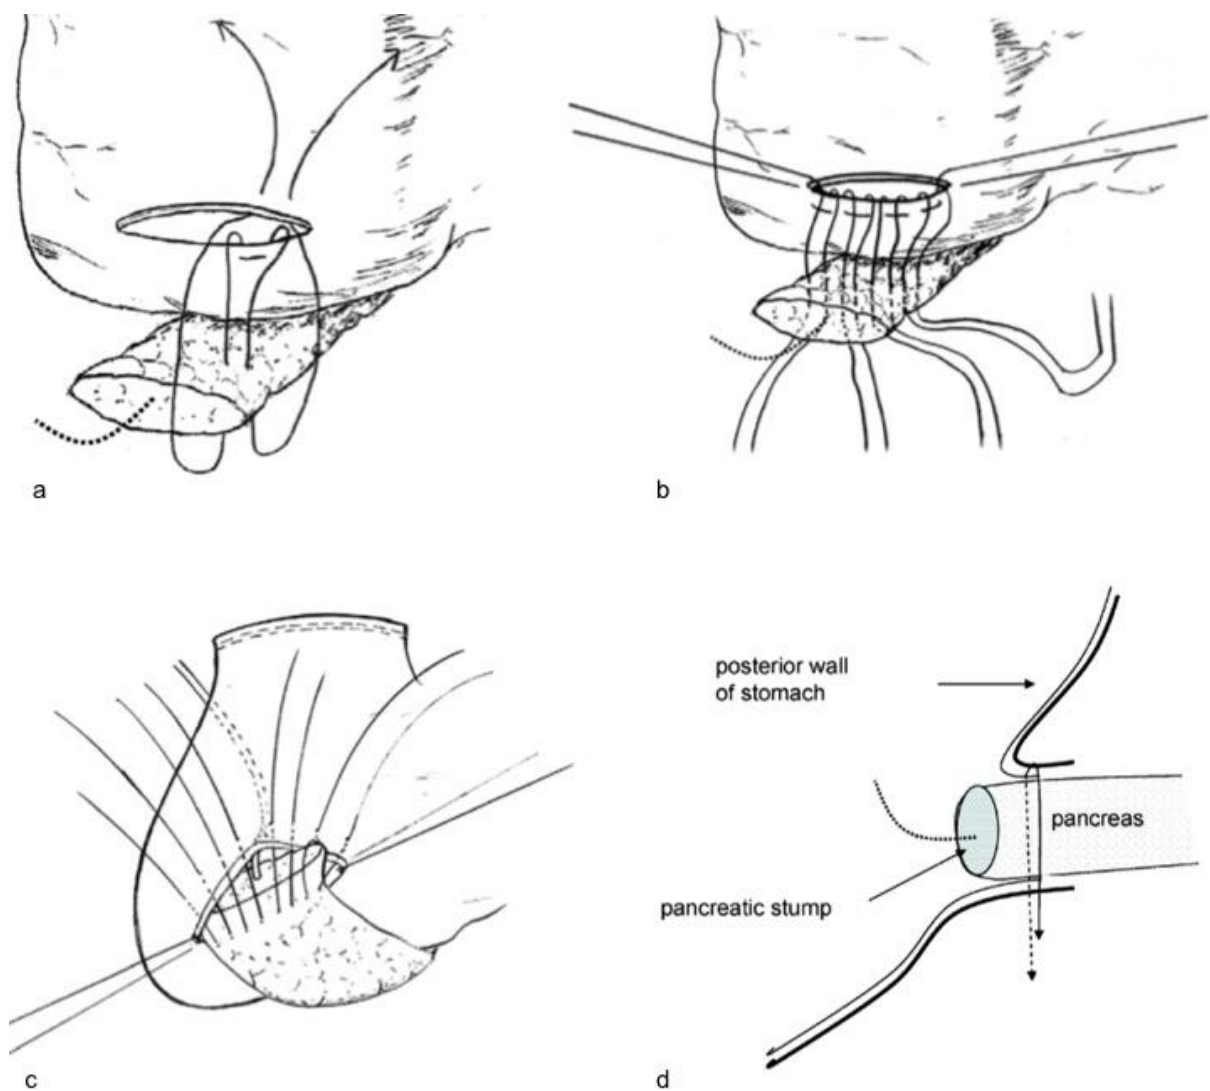 a
b
c
posterior wall
of stomach
pancreas
pancreatic stump
d